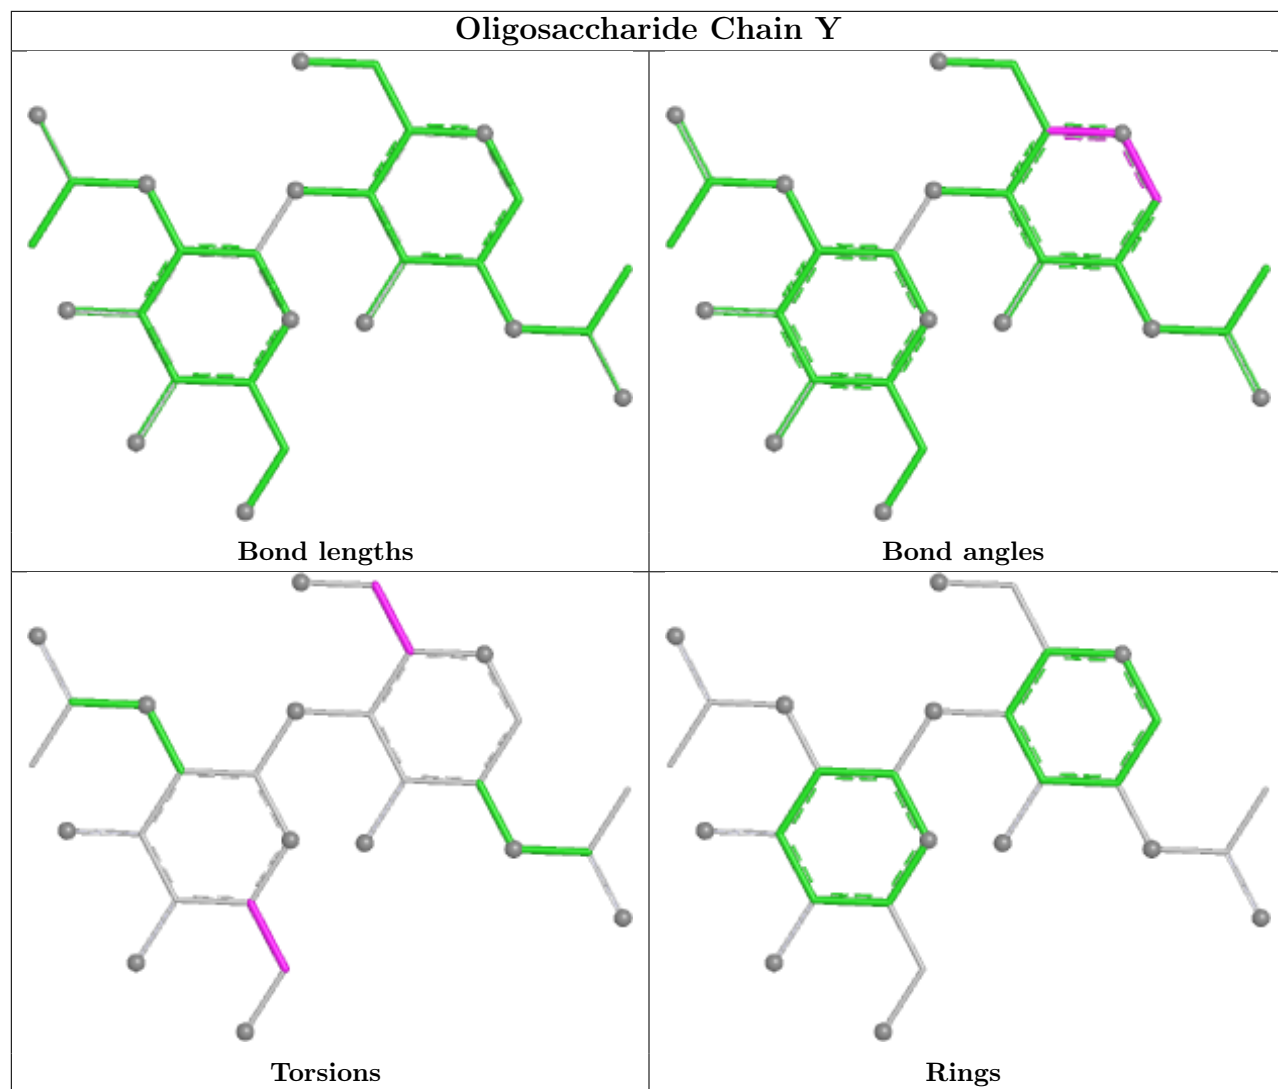 Oligosaccharide Chain Y
Bond lengths
Bond angles
Torsions
Rings